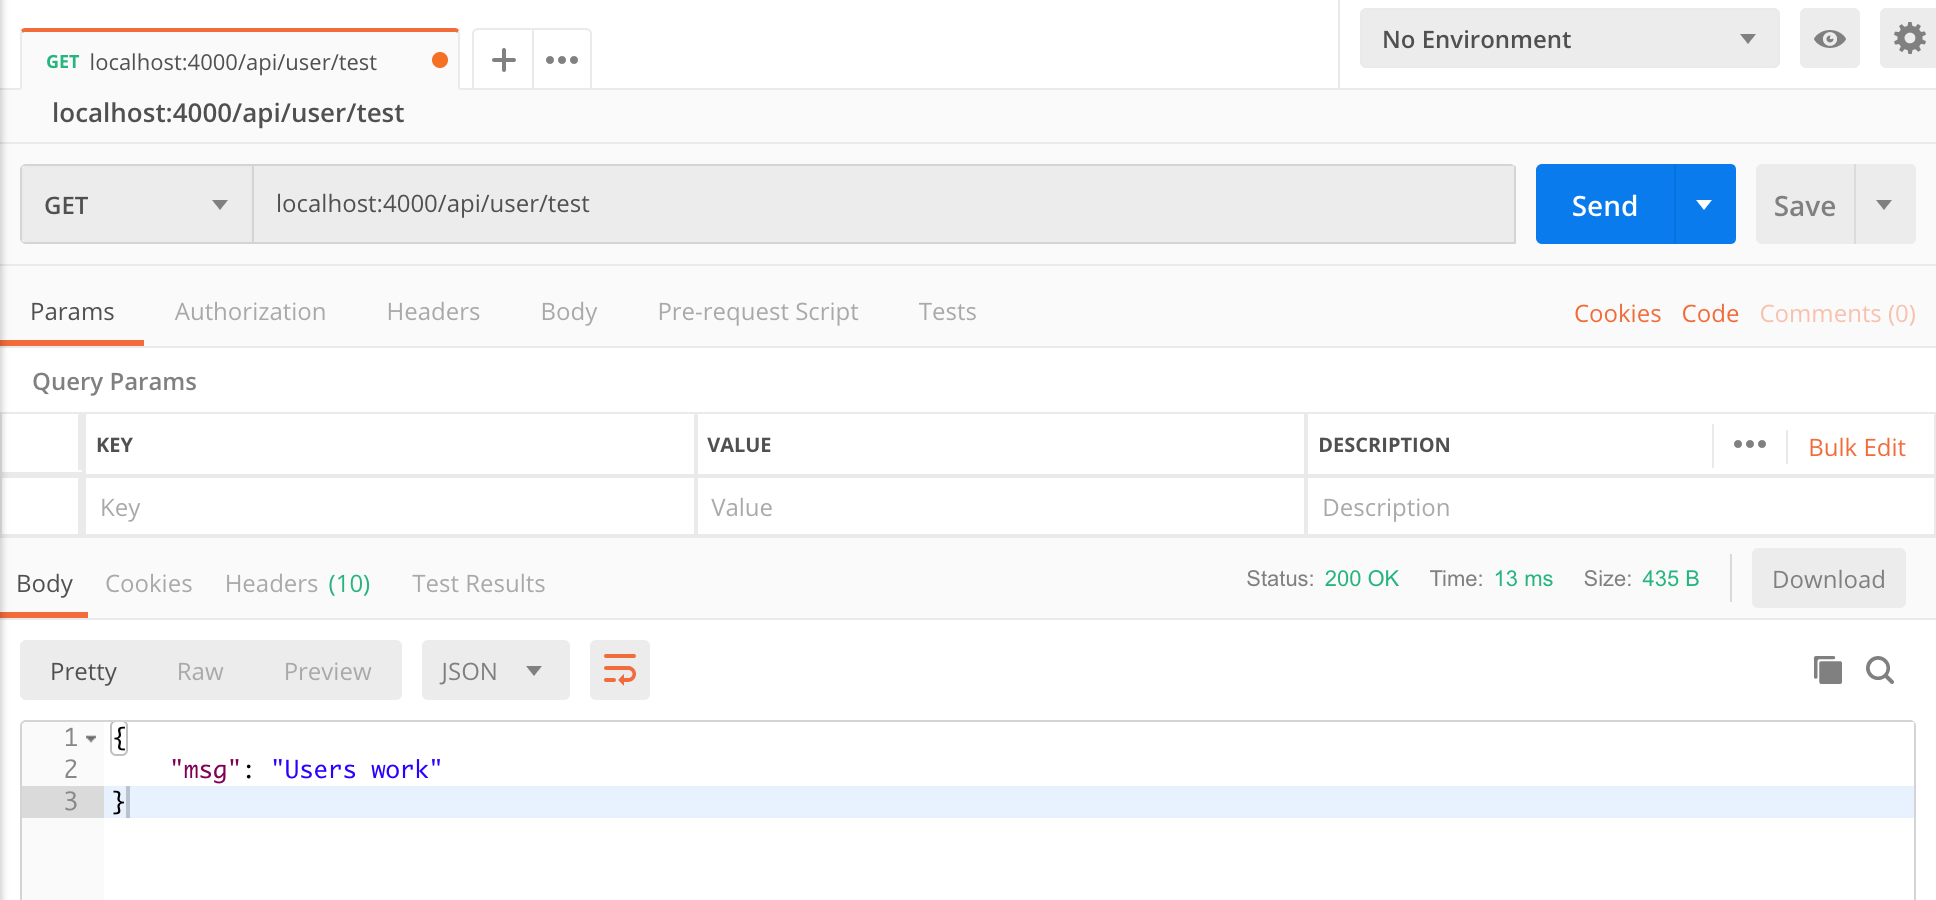 GET localhost:4000/api/user/test
No Environment
localhost:4000/api/user/test
GET localhost:4000/api/user/test Send Save
Params Authorization Headers Body Pre-request Script Tests Cookies Code Comments (0)
Query Params
KEY VALUE DESCRIPTION Bulk Edit
Key Value Description
Body Cookies Headers (10) Test Results Status: 200 OK Time: 13 ms Size: 435 B Download
Pretty Raw Preview JSON
1 {
2 "msg": "Users work"
3 }